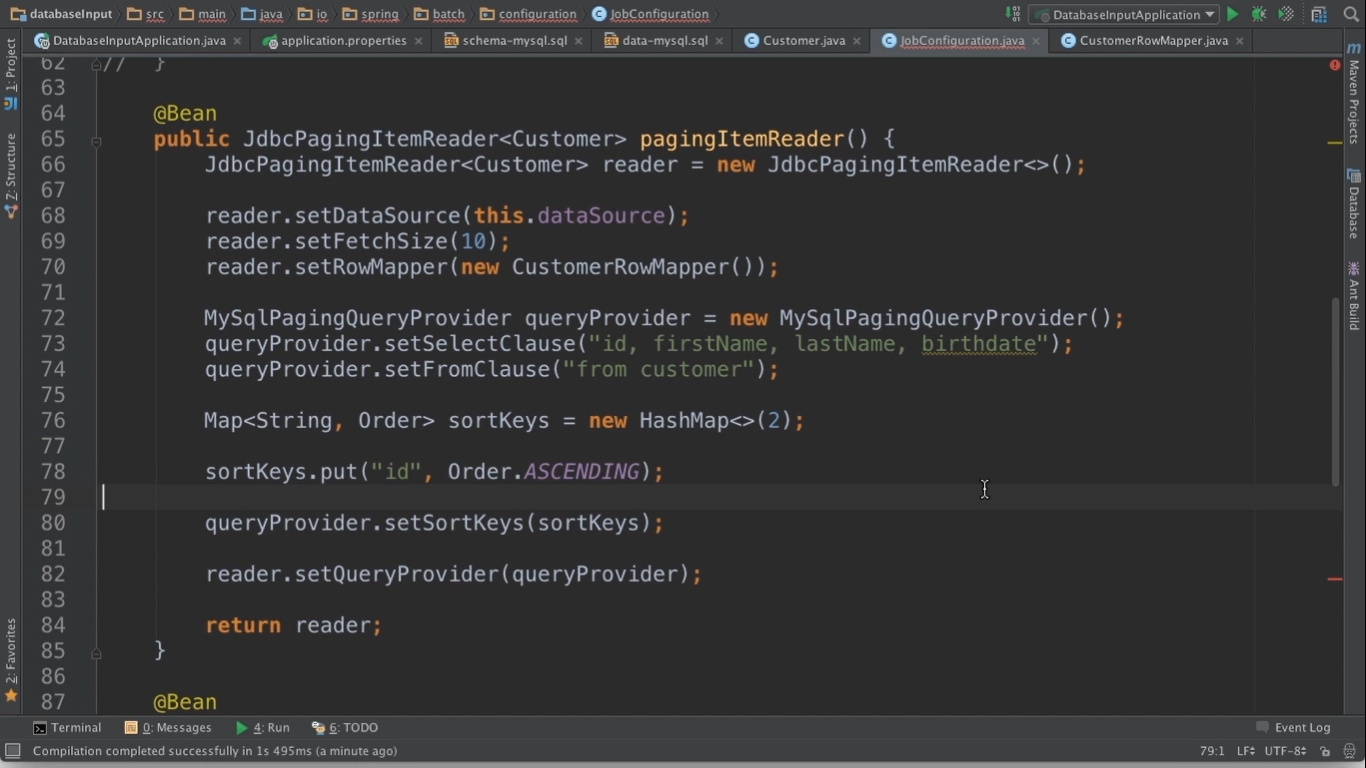 databaseInput src main java io spring batch configuration JobConfiguration DatabaseInputApplication
DatabaseInputApplication.java application.properties schema-mysql.sql data-mysql.sql Customer.java JobConfiguration.java CustomerRowMapper.java
1: Project
Z: Structure
2: Favorites
62 // }
63
64 @Bean
65 public JdbcPagingItemReader<Customer> pagingItemReader() {
66 JdbcPagingItemReader<Customer> reader = new JdbcPagingItemReader<>();
67
68 reader.setDataSource(this.dataSource);
69 reader.setFetchSize(10);
70 reader.setRowMapper(new CustomerRowMapper());
71
72 MySqlPagingQueryProvider queryProvider = new MySqlPagingQueryProvider();
73 queryProvider.setSelectClause("id, firstName, lastName, birthdate");
74 queryProvider.setFromClause("from customer");
75
76 Map<String, Order> sortKeys = new HashMap<>(2);
77
78 sortKeys.put("id", Order.ASCENDING);
79
80 queryProvider.setSortKeys(sortKeys);
81
82 reader.setQueryProvider(queryProvider);
83
84 return reader;
85 }
86
87 @Bean
Maven Projects
Database
Ant Build
Terminal 0: Messages 4: Run 6: TODO Event Log
Compilation completed successfully in 1s 495ms (a minute ago) 79:1 LF UTF-8